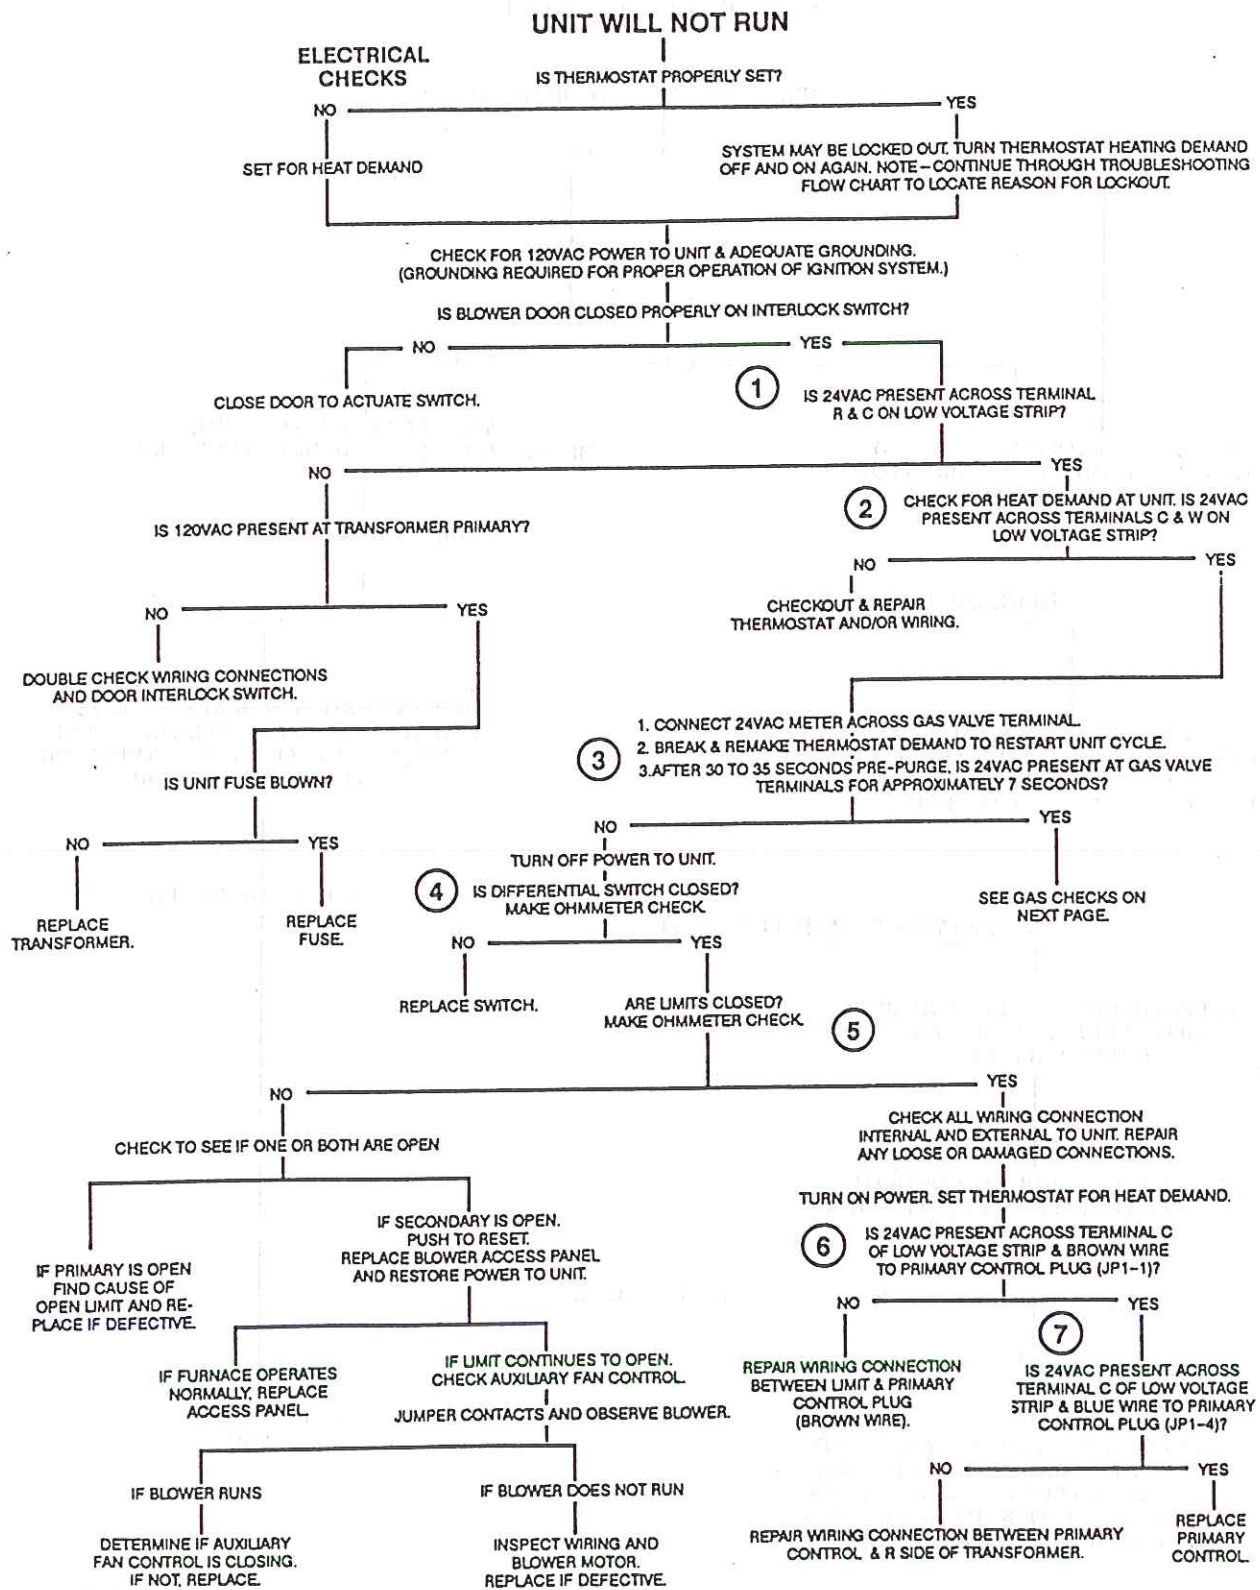 UNIT WILL NOT RUN
ELECTRICAL
CHECKS
IS THERMOSTAT PROPERLY SET?
NO
YES
SET FOR HEAT DEMAND
SYSTEM MAY BE LOCKED OUT. TURN THERMOSTAT HEATING DEMAND
OFF AND ON AGAIN. NOTE–CONTINUE THROUGH TROUBLESHOOTING
FLOW CHART TO LOCATE REASON FOR LOCKOUT.
CHECK FOR 120VAC POWER TO UNIT & ADEQUATE GROUNDING.
(GROUNDING REQUIRED FOR PROPER OPERATION OF IGNITION SYSTEM.)
IS BLOWER DOOR CLOSED PROPERLY ON INTERLOCK SWITCH?
NO
YES
CLOSE DOOR TO ACTUATE SWITCH.
1
IS 24VAC PRESENT ACROSS TERMINAL
R & C ON LOW VOLTAGE STRIP?
NO
YES
IS 120VAC PRESENT AT TRANSFORMER PRIMARY?
2
CHECK FOR HEAT DEMAND AT UNIT. IS 24VAC
PRESENT ACROSS TERMINALS C & W ON
LOW VOLTAGE STRIP?
NO
YES
CHECKOUT & REPAIR
THERMOSTAT AND/OR WIRING.
NO
YES
DOUBLE CHECK WIRING CONNECTIONS
AND DOOR INTERLOCK SWITCH.
IS UNIT FUSE BLOWN?
NO
YES
REPLACE
TRANSFORMER.
REPLACE
FUSE.
3
1. CONNECT 24VAC METER ACROSS GAS VALVE TERMINAL.
2. BREAK & REMAKE THERMOSTAT DEMAND TO RESTART UNIT CYCLE.
3.AFTER 30 TO 35 SECONDS PRE-PURGE, IS 24VAC PRESENT AT GAS VALVE
TERMINALS FOR APPROXIMATELY 7 SECONDS?
NO
YES
TURN OFF POWER TO UNIT.
4
IS DIFFERENTIAL SWITCH CLOSED?
MAKE OHMMETER CHECK.
SEE GAS CHECKS ON
NEXT PAGE.
NO
YES
REPLACE SWITCH.
ARE LIMITS CLOSED?
MAKE OHMMETER CHECK.
5
NO
YES
CHECK TO SEE IF ONE OR BOTH ARE OPEN
CHECK ALL WIRING CONNECTION
INTERNAL AND EXTERNAL TO UNIT. REPAIR
ANY LOOSE OR DAMAGED CONNECTIONS.
TURN ON POWER. SET THERMOSTAT FOR HEAT DEMAND.
IF PRIMARY IS OPEN
FIND CAUSE OF
OPEN LIMIT AND RE-
PLACE IF DEFECTIVE.
IF SECONDARY IS OPEN.
PUSH TO RESET.
REPLACE BLOWER ACCESS PANEL
AND RESTORE POWER TO UNIT.
6
IS 24VAC PRESENT ACROSS TERMINAL C
OF LOW VOLTAGE STRIP & BROWN WIRE
TO PRIMARY CONTROL PLUG (JP1-1)?
NO
YES
IF FURNACE OPERATES
NORMALLY, REPLACE
ACCESS PANEL.
IF LIMIT CONTINUES TO OPEN.
CHECK AUXILIARY FAN CONTROL.
JUMPER CONTACTS AND OBSERVE BLOWER.
REPAIR WIRING CONNECTION
BETWEEN LIMIT & PRIMARY
CONTROL PLUG
(BROWN WIRE).
7
IS 24VAC PRESENT ACROSS
TERMINAL C OF LOW VOLTAGE
STRIP & BLUE WIRE TO PRIMARY
CONTROL PLUG (JP1-4)?
NO
YES
IF BLOWER RUNS
IF BLOWER DOES NOT RUN
DETERMINE IF AUXILIARY
FAN CONTROL IS CLOSING.
IF NOT, REPLACE.
INSPECT WIRING AND
BLOWER MOTOR.
REPLACE IF DEFECTIVE.
REPAIR WIRING CONNECTION BETWEEN PRIMARY
CONTROL & R SIDE OF TRANSFORMER.
REPLACE
PRIMARY
CONTROL.